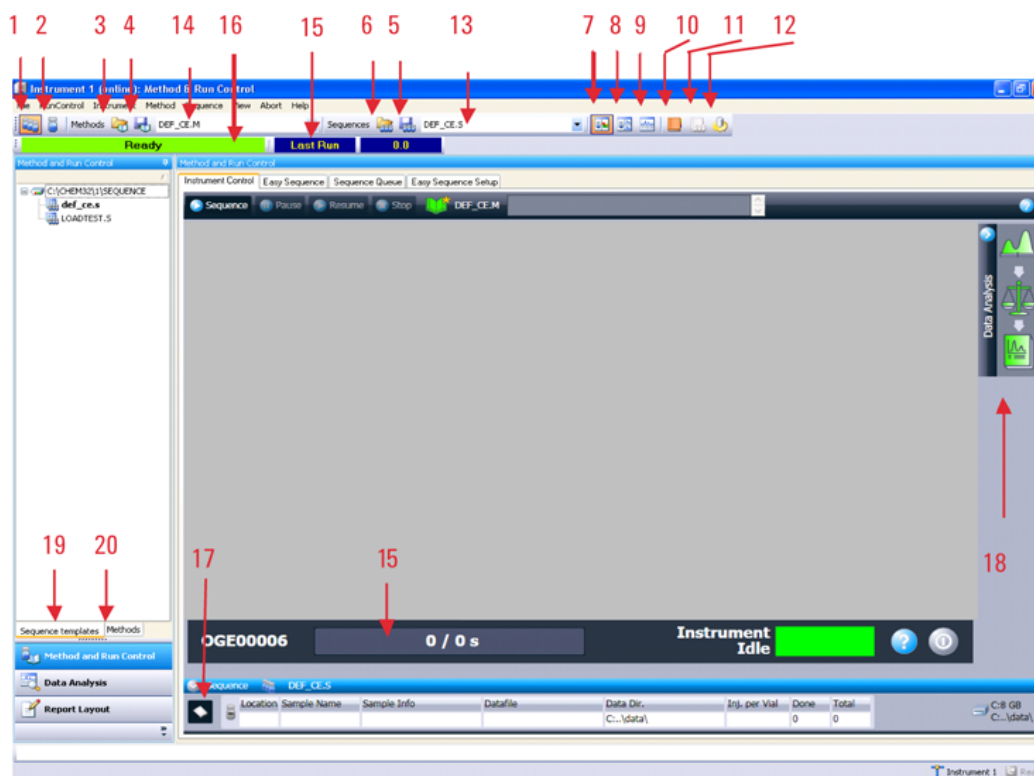 1 2 3 4 14 16 15 6 5 13 7 8 9 10 11 12
Instrument 1 (online): Method & Run Control
RunControl Instrument Method Sequence View Abort Help
Methods DEF_CE.M Sequences DEF_CE.S
Ready Last Run 0.0
Method and Run Control Method and Run Control
Instrument Control Easy Sequence Sequence Queue Easy Sequence Setup
C:\CHEM32\1\SEQUENCE
def_ce.s
LOADTEST.S
Sequence Pause Resume Stop DEF_CE.M
Data Analysis
19 20 17 15 18
Sequence templates Methods
OGE00006 0 / 0 s Instrument Idle
Method and Run Control
Data Analysis
Report Layout
Sequence DEF_CE.S
Location Sample Name Sample Info Datafile Data Dir. Inj. per Vial Done Total
C:..\data\ 0 0
C:8 GB
C:..\data\
Instrument 1